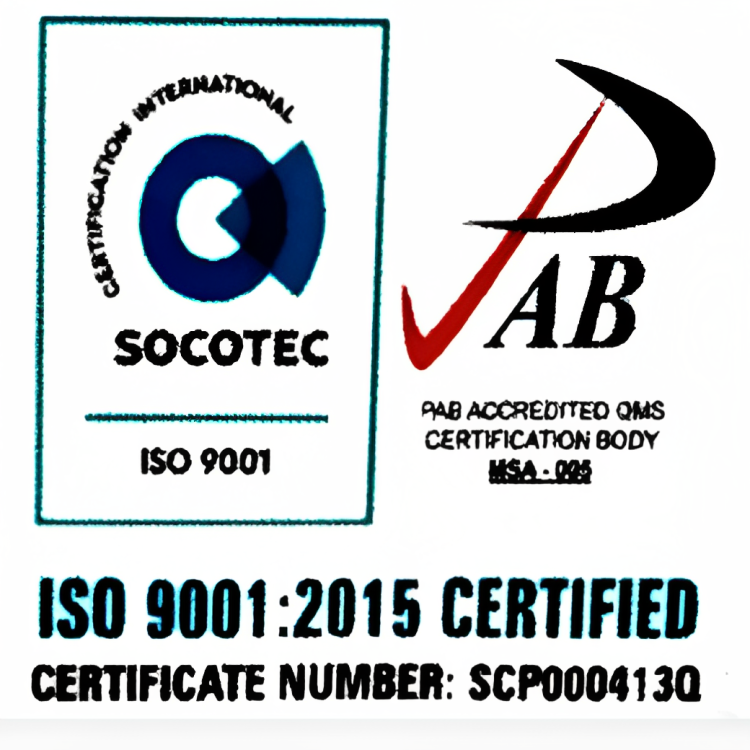 CERTIFICATION INTERNATIONAL
SOCOTEC
ISO 9001
PAB
PAB ACCREDITED QMS
CERTIFICATION BODY
MSA - 005
ISO 9001:2015 CERTIFIED
CERTIFICATE NUMBER: SCP000413Q